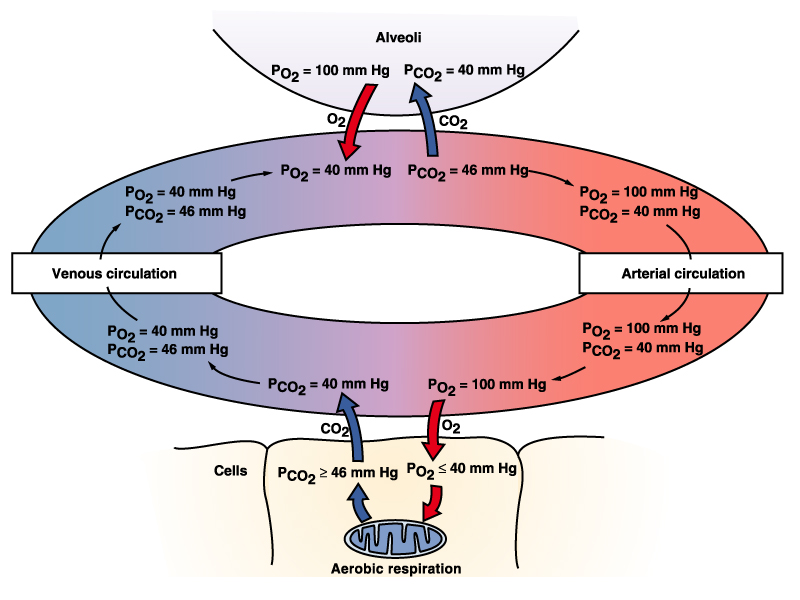 Alveoli
PO2 = 100 mm Hg PCO2 = 40 mm Hg
O2 CO2
PO2 = 40 mm Hg PCO2 = 46 mm Hg
PO2 = 40 mm Hg
PCO2 = 46 mm Hg
PO2 = 100 mm Hg
PCO2 = 40 mm Hg
Venous circulation
Arterial circulation
PO2 = 40 mm Hg
PCO2 = 46 mm Hg
PO2 = 100 mm Hg
PCO2 = 40 mm Hg
PCO2 = 40 mm Hg PO2 = 100 mm Hg
CO2 O2
Cells
PCO2 ≥ 46 mm Hg PO2 ≤ 40 mm Hg
Aerobic respiration